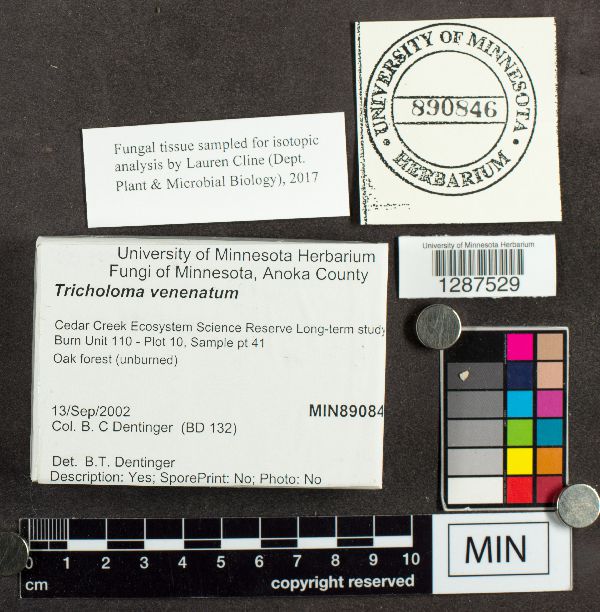 UNIVERSITY OF MINNESOTA
890846
• HERBARIUM •
Fungal tissue sampled for isotopic
analysis by Lauren Cline (Dept.
Plant & Microbial Biology), 2017
University of Minnesota Herbarium
1287529
University of Minnesota Herbarium
Fungi of Minnesota, Anoka County
Tricholoma venenatum
Cedar Creek Ecosystem Science Reserve Long-term study
Burn Unit 110 - Plot 10, Sample pt 41
Oak forest (unburned)
13/Sep/2002 MIN89084
Col. B. C Dentinger (BD 132)
Det. B.T. Dentinger
Description: Yes; SporePrint: No; Photo: No
0 1 2 3 4 5 6 7 8 9 10
cm copyright reserved
MIN